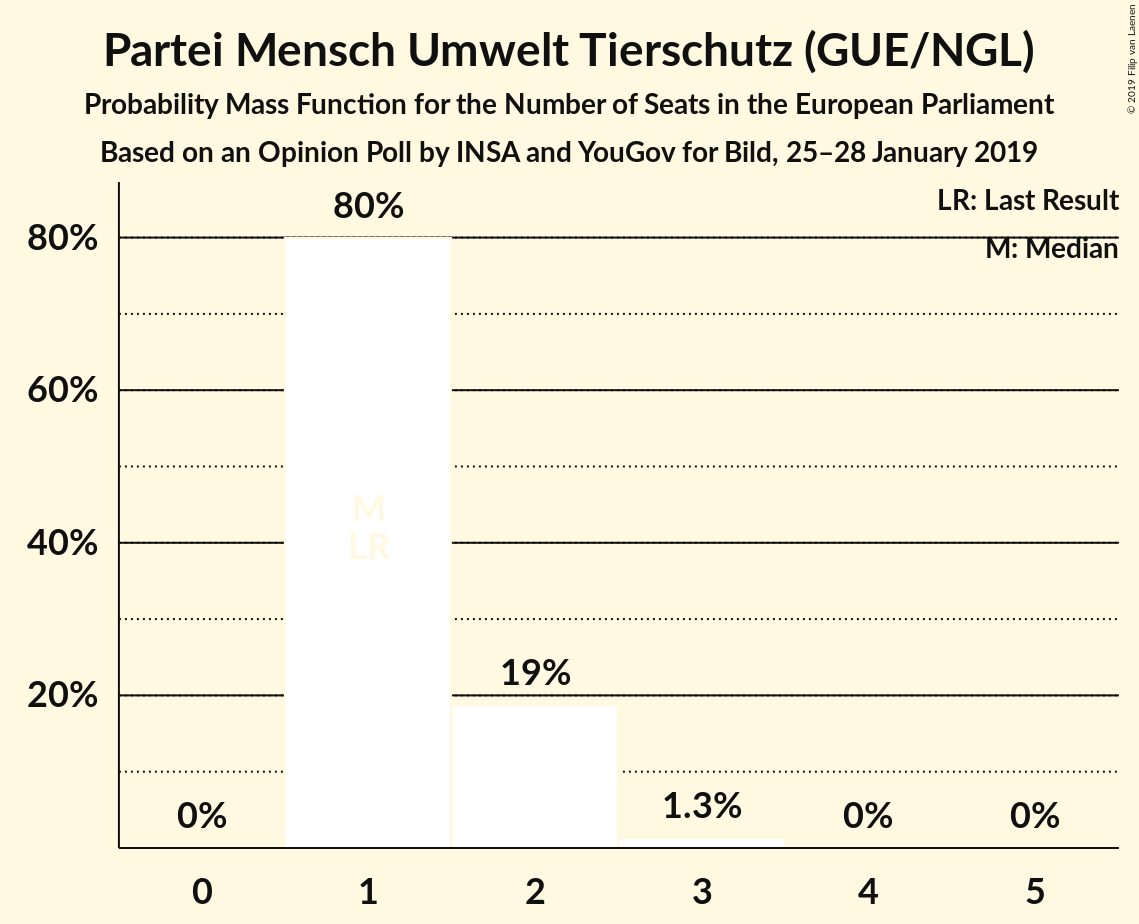 Partei Mensch Umwelt Tierschutz (GUE/NGL)
Probability Mass Function for the Number of Seats in the European Parliament
Based on an Opinion Poll by INSA and YouGov for Bild, 25–28 January 2019
© 2019 Filip van Laenen
LR: Last Result
M: Median
80%
60%
40%
20%
0%
80%
M
LR
19%
1.3%
0%
0%
0 1 2 3 4 5